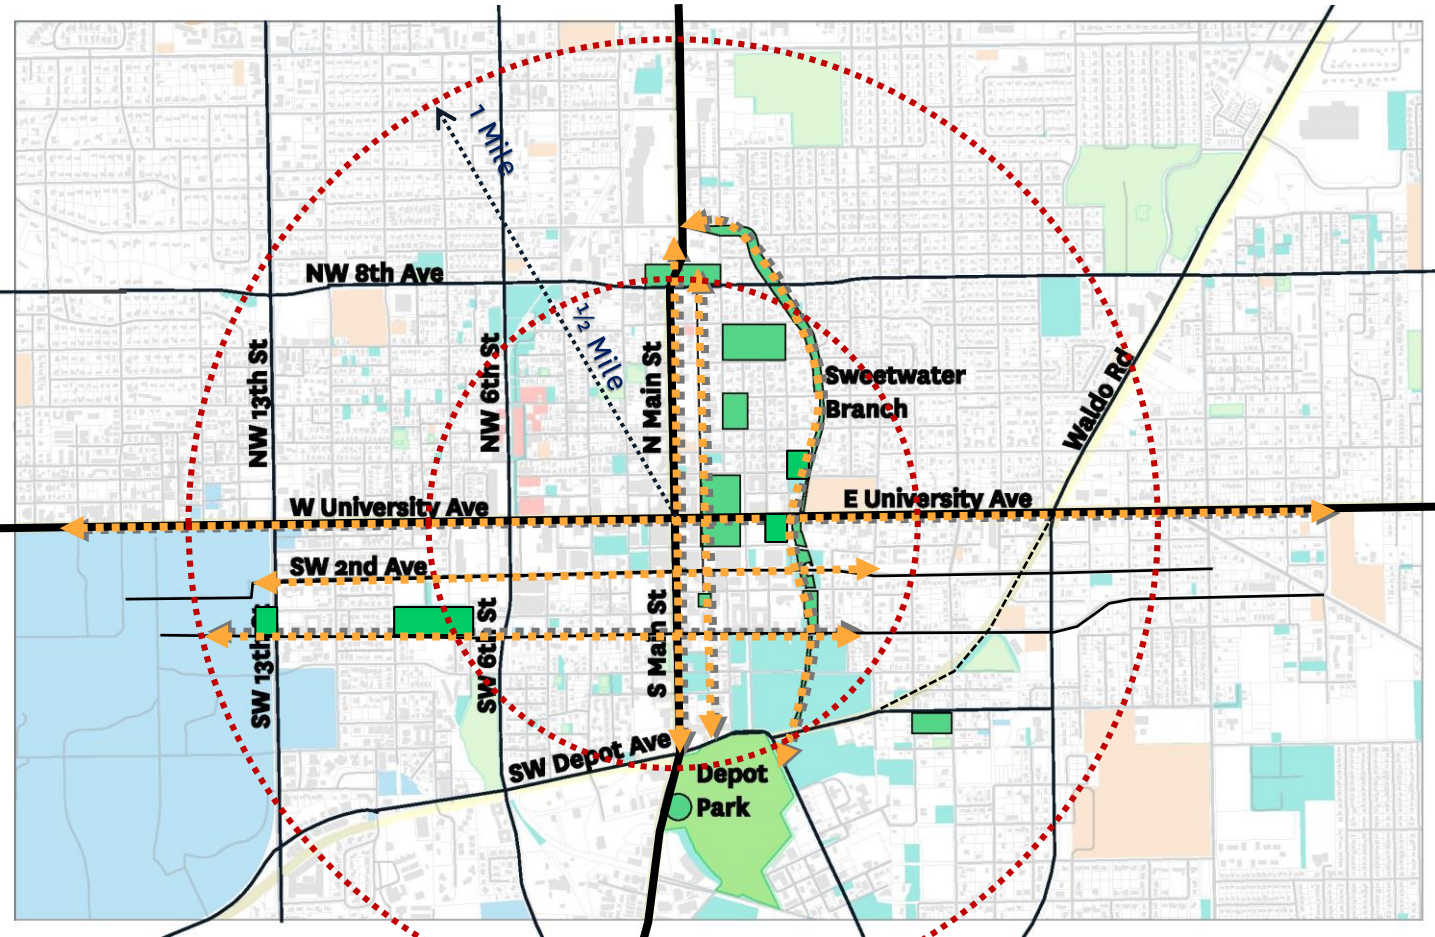 1 Mile
NW 8th Ave
1/2 Mile
NW 13th St
NW 6th St
N Main St
Sweetwater
Branch
Waldo Rd
W University Ave
E University Ave
SW 2nd Ave
SW 13th
SW 6th St
S Main St
SW Depot Ave
Depot
Park